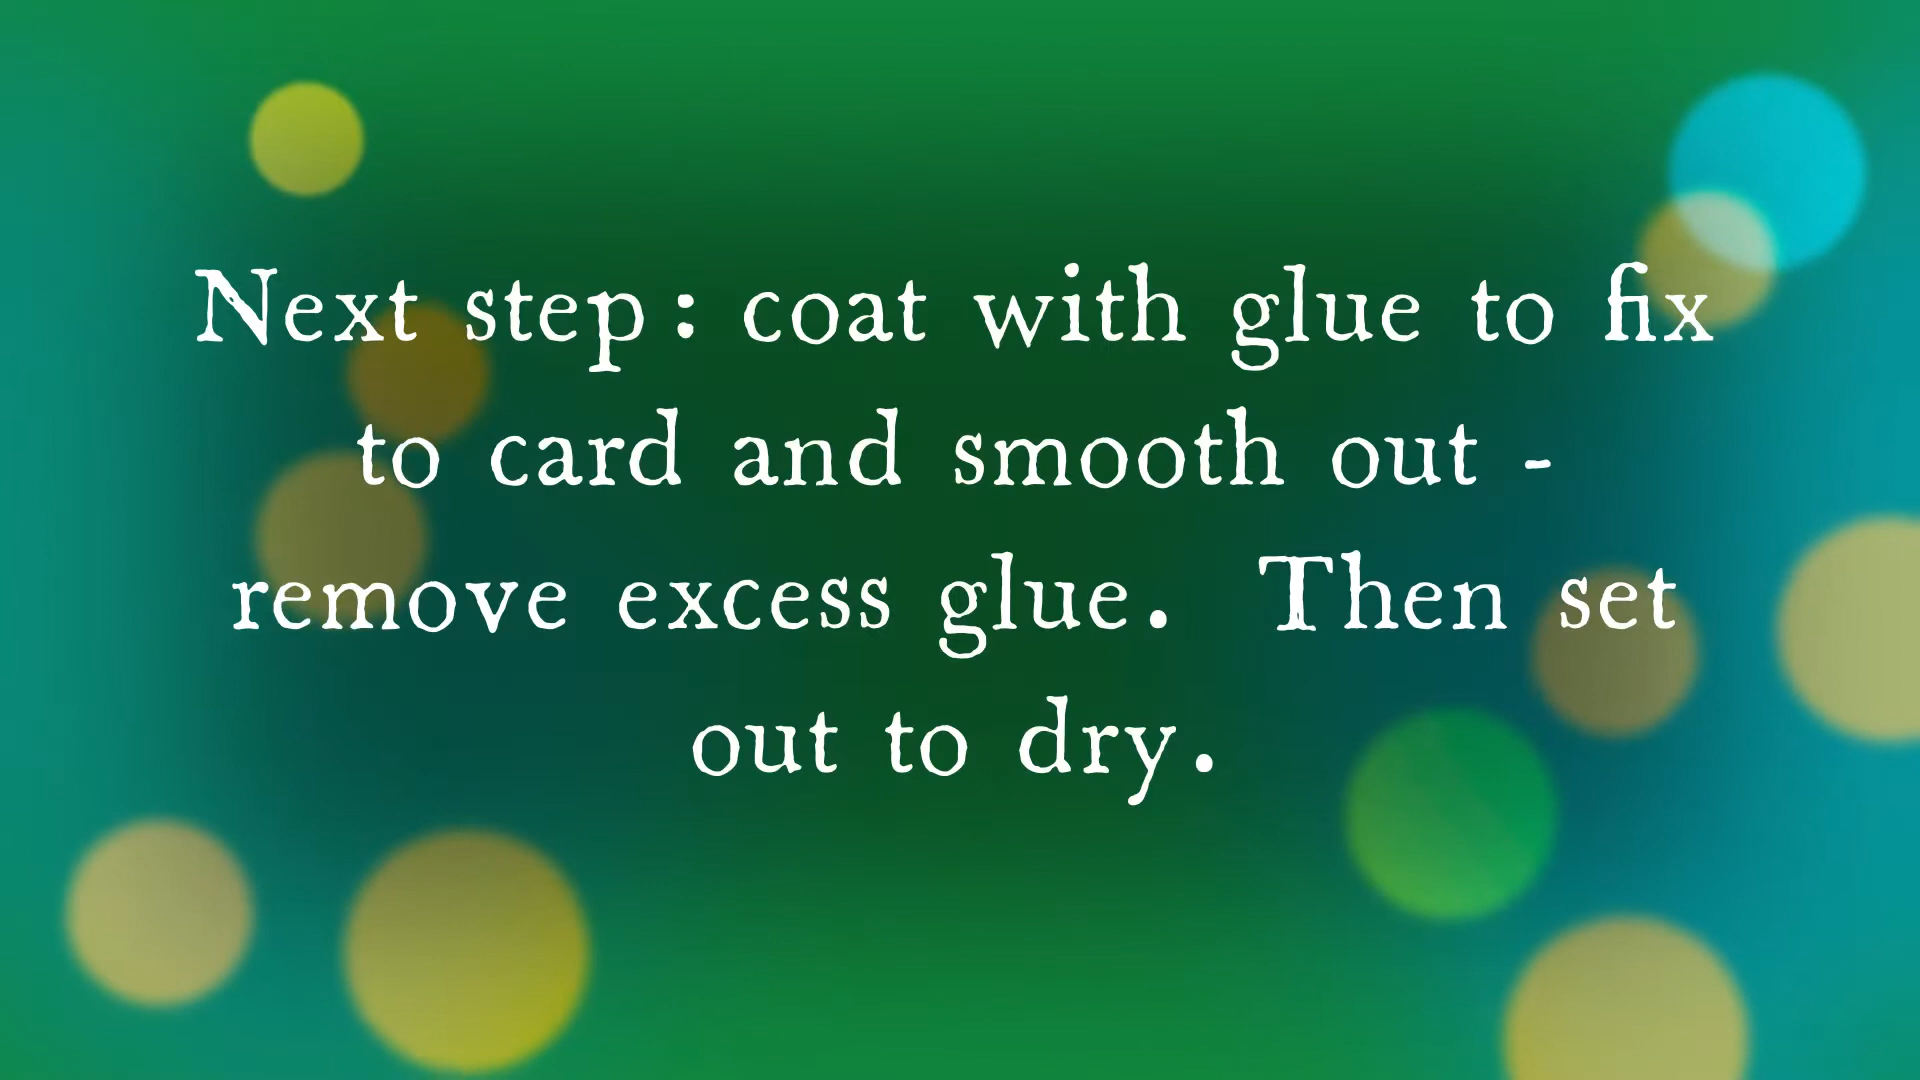 Next step: coat with glue to fix
to card and smooth out -
remove excess glue. Then set
out to dry.